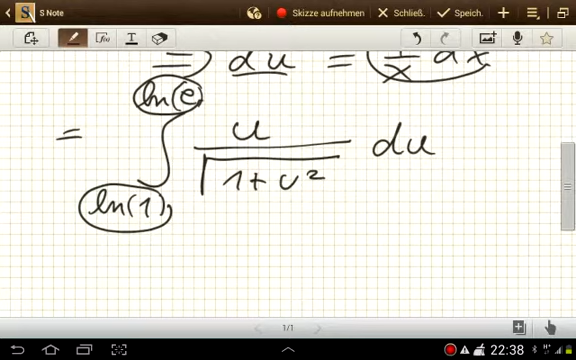 S Note
Skizze aufnehmen
Schließ.
Speich.
f(x)
T
=> du = 1/x dx
= ∫ ln(1) ln(e) u / √1+u² du
1/1
22:38